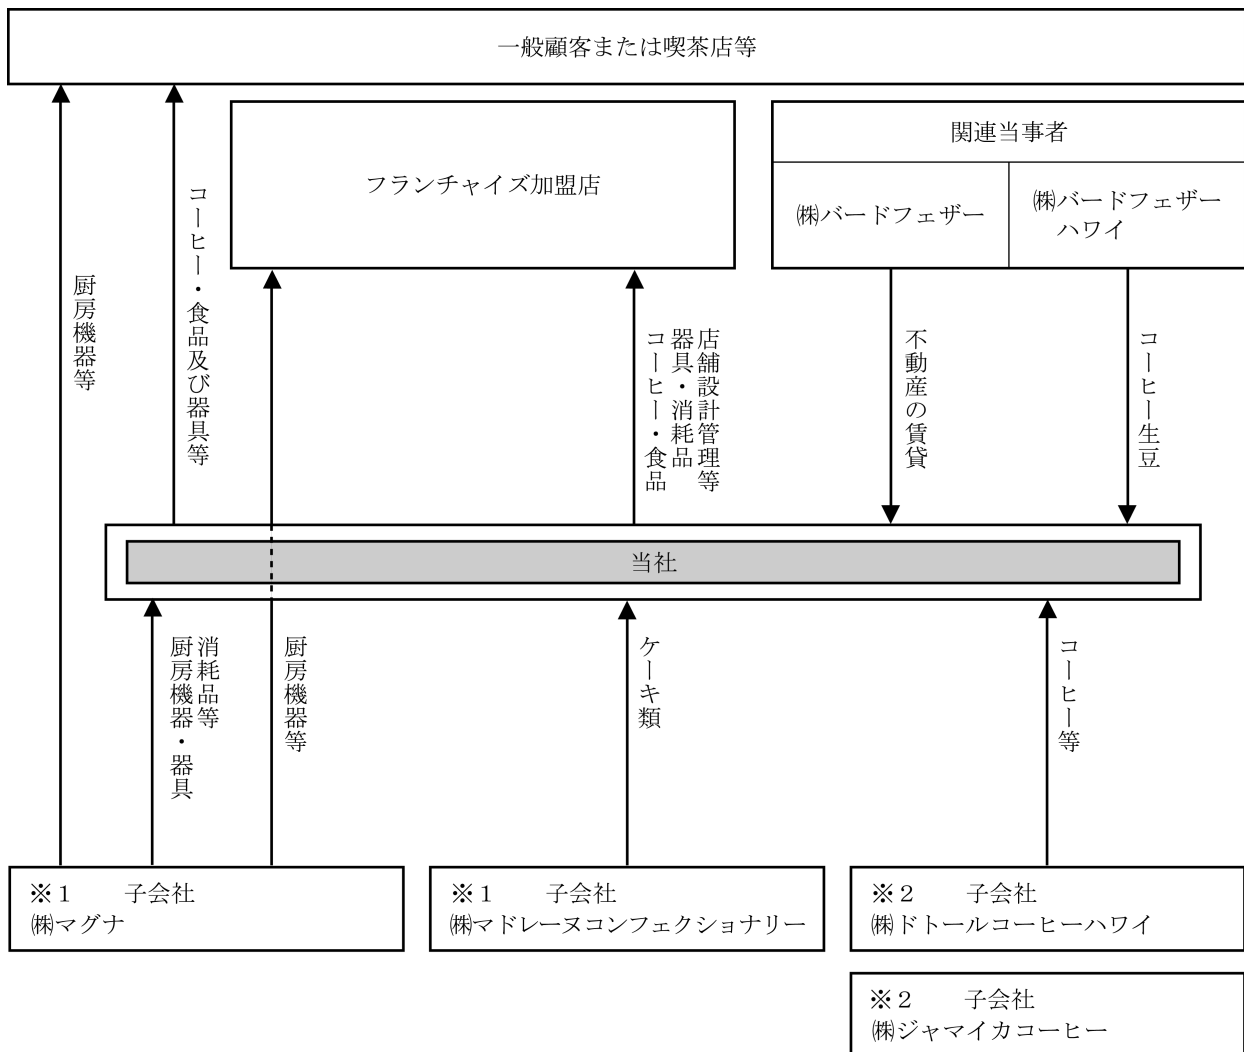 一般顧客または喫茶店等
フランチャイズ加盟店
関連当事者
㈱バードフェザー
㈱バードフェザー
ハワイ
厨房機器等
コーヒー・食品及び器具等
店舗設計管理等
器具・消耗品
コーヒー・食品
不動産の賃貸
コーヒー生豆
当社
消耗品等
厨房機器・器具
厨房機器等
ケーキ類
コーヒー等
※1　　子会社
㈱マグナ
※1　　子会社
㈱マドレーヌコンフェクショナリー
※2　　子会社
㈱ドトールコーヒーハワイ
※2　　子会社
㈱ジャマイカコーヒー